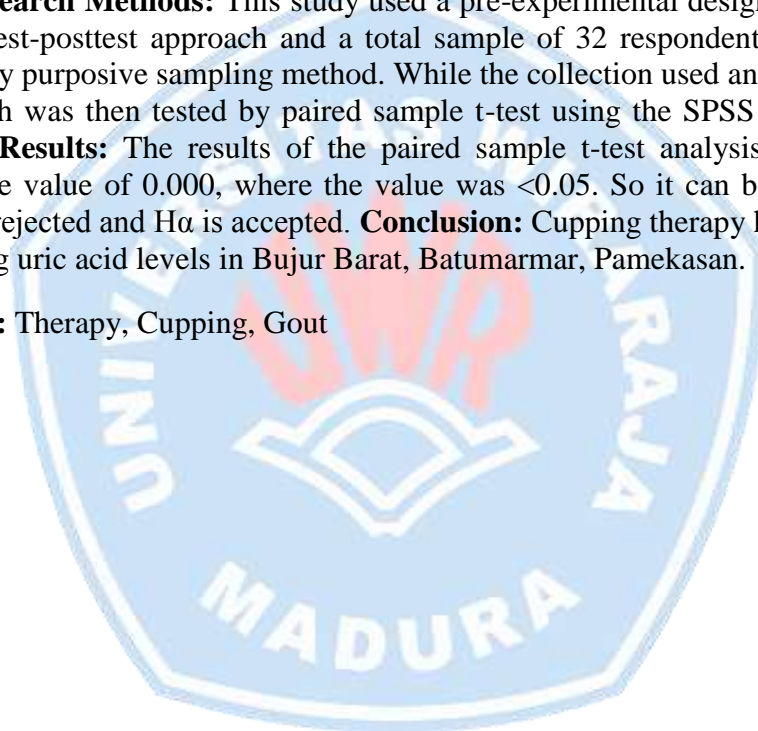 earch Methods: This study used a pre-experimental design
est-posttest approach and a total sample of 32 respondent
y purposive sampling method. While the collection used an
h was then tested by paired sample t-test using the SPSS
Results: The results of the paired sample t-test analysis
e value of 0.000, where the value was <0.05. So it can b
rejected and Hα is accepted. Conclusion: Cupping therapy
g uric acid levels in Bujur Barat, Batumarmar, Pamekasan.
: Therapy, Cupping, Gout
UNIVERSITAS WIRARAJA
UWR
MADURA